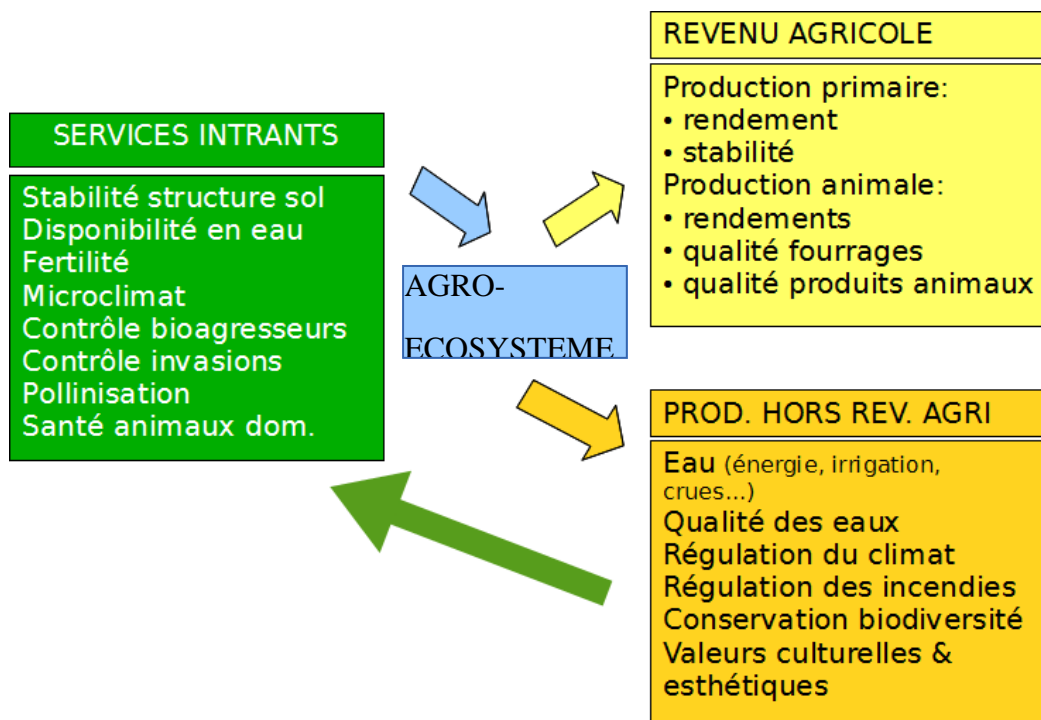 SERVICES INTRANTS
Stabilité structure sol
Disponibilité en eau
Fertilité
Microclimat
Contrôle bioagresseurs
Contrôle invasions
Pollinisation
Santé animaux dom.
AGRO-
ECOSYSTEME
REVENU AGRICOLE
Production primaire:
• rendement
• stabilité
Production animale:
• rendements
• qualité fourrages
• qualité produits animaux
PROD. HORS REV. AGRI
Eau (énergie, irrigation,
crues...)
Qualité des eaux
Régulation du climat
Régulation des incendies
Conservation biodiversité
Valeurs culturelles &
esthétiques